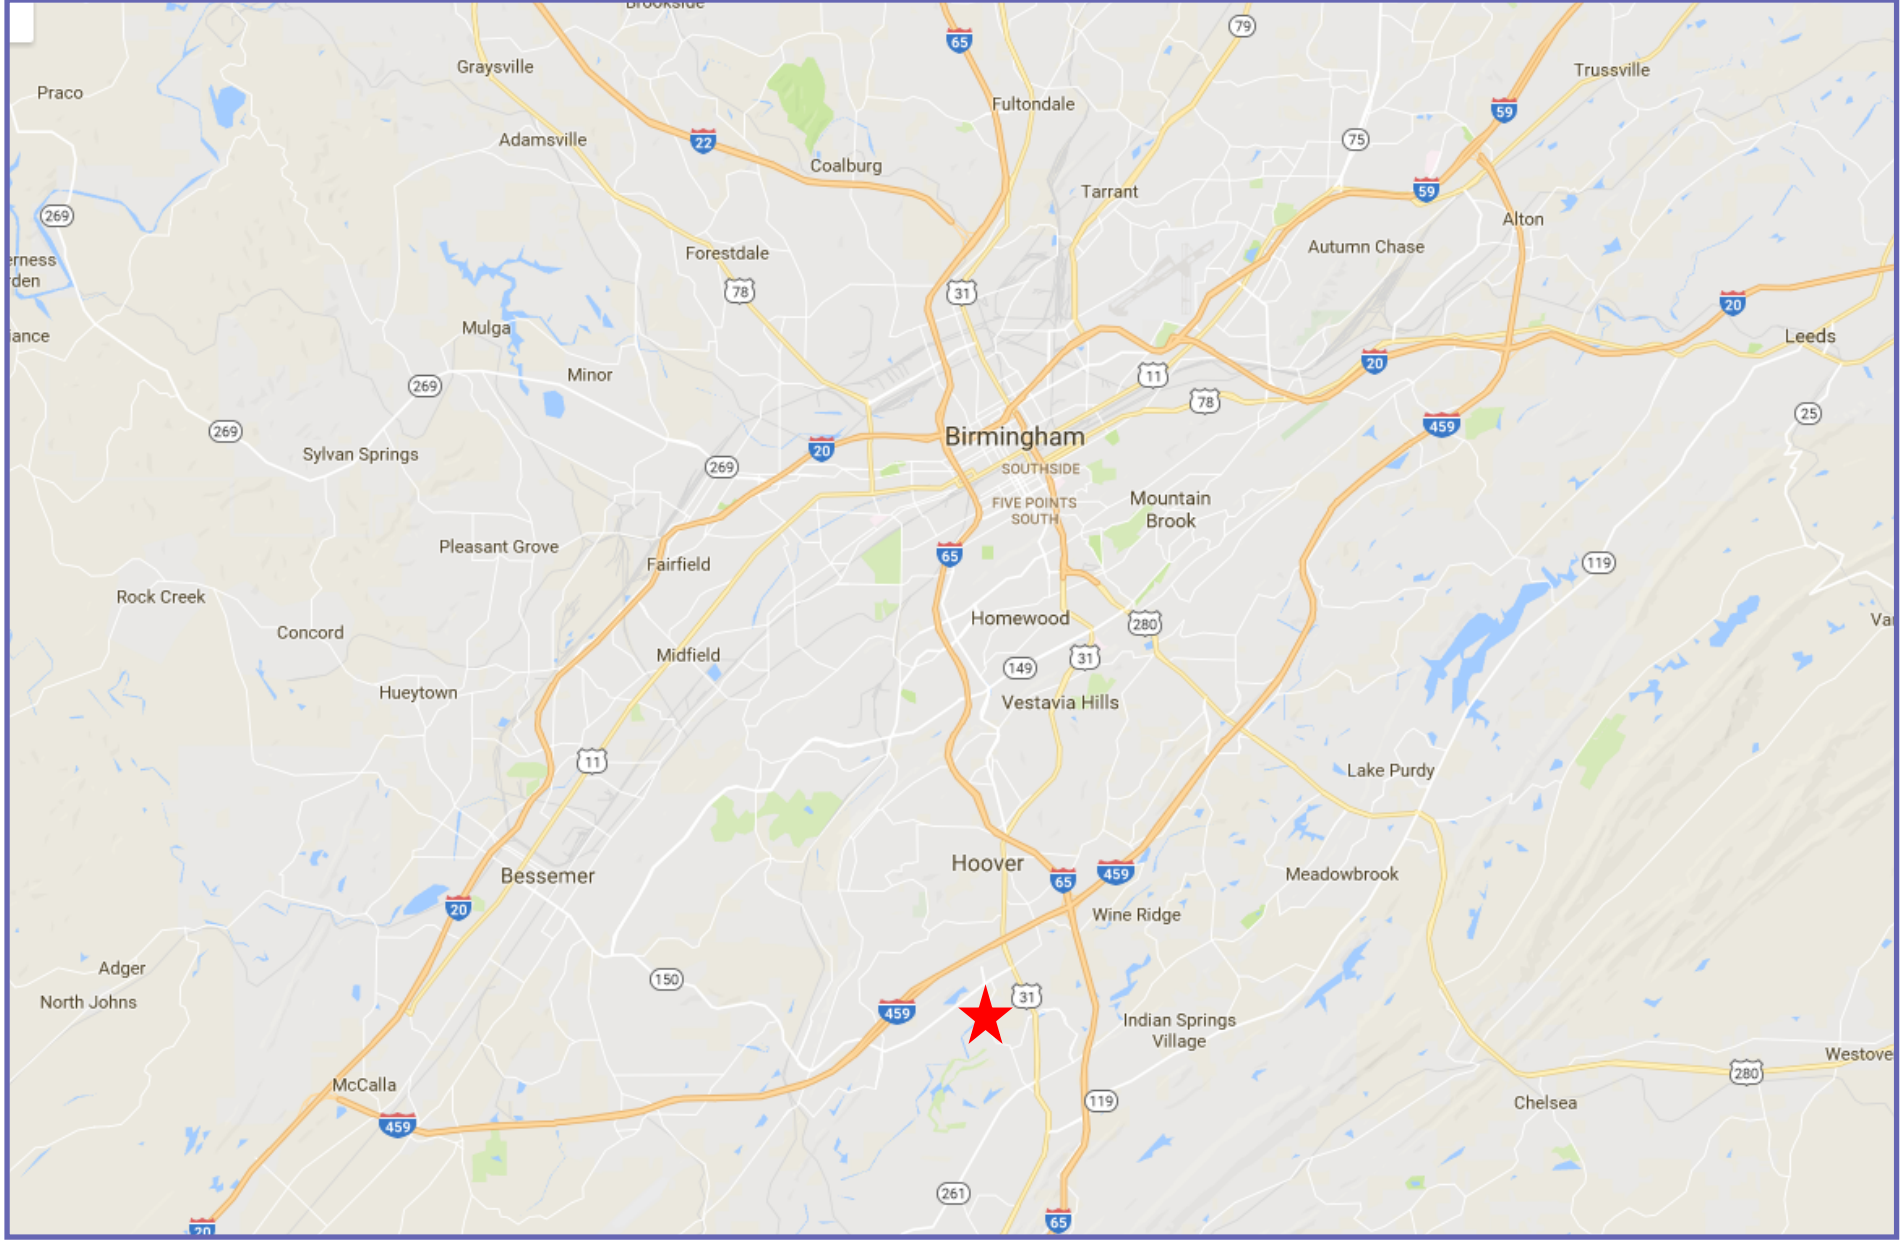 Brookside
65
79
Graysville
Trussville
Praco
Fultondale
59
Adamsville
22
75
Coalburg
Tarrant
59
269
Alton
Autumn Chase
Forestdale
erness
rden
78
31
20
Mulga
iance
Leeds
20
Minor
11
269
78
25
269
459
Birmingham
20
Sylvan Springs
269
SOUTHSIDE
Mountain
Brook
FIVE POINTS
SOUTH
Pleasant Grove
65
Fairfield
119
Rock Creek
Homewood
280
Va
Concord
Midfield
31
149
Hueytown
Vestavia Hills
11
Lake Purdy
Hoover
Bessemer
65
459
Meadowbrook
20
Wine Ridge
Adger
150
North Johns
31
459
Indian Springs
Village
Westove
280
McCalla
119
Chelsea
459
261
65
20